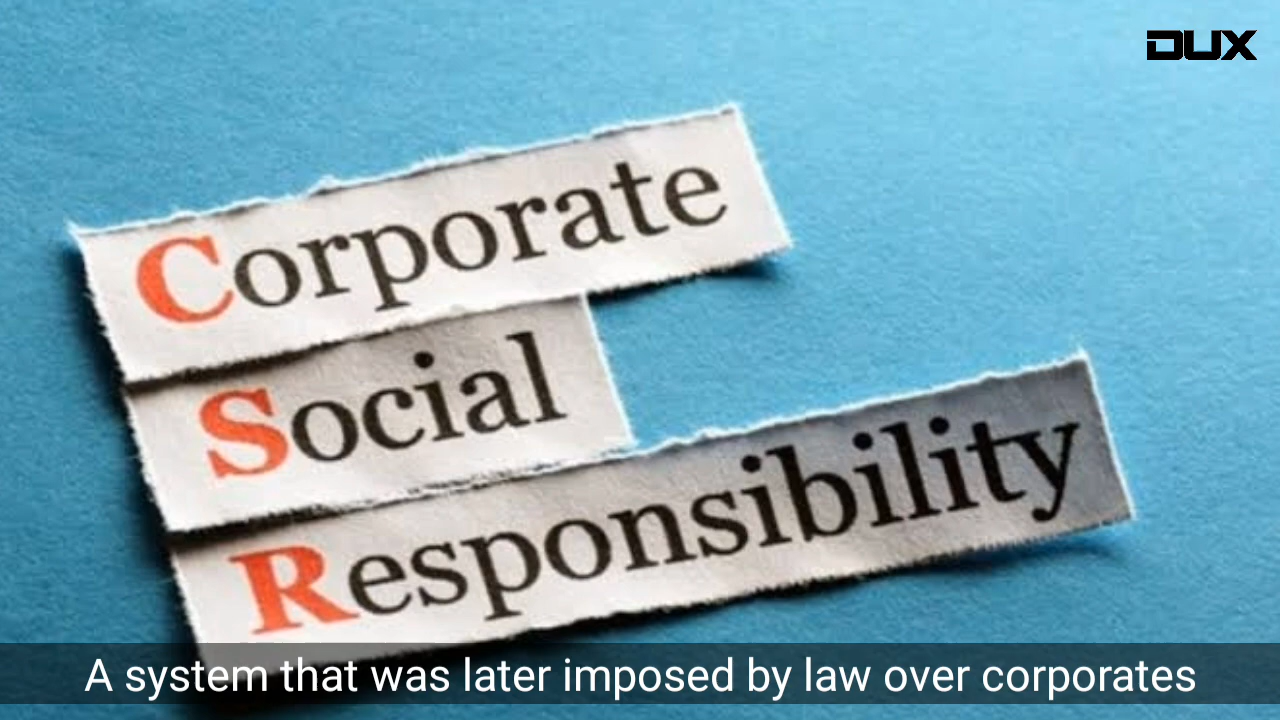 DUX
Corporate
Social
Responsibility
A system that was later imposed by law over corporates